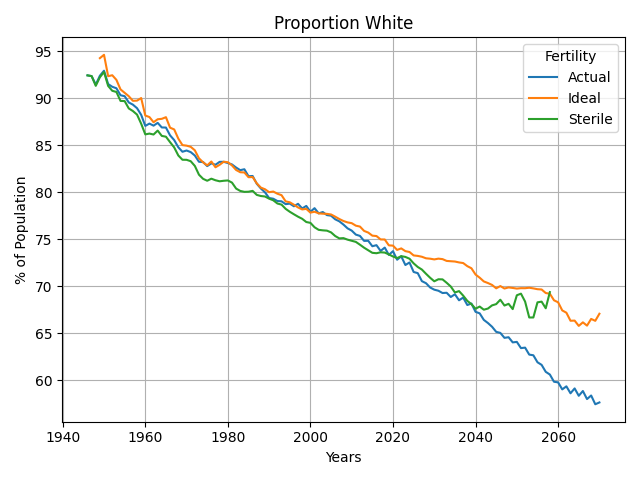 Proportion White
% of Population
95
90
85
80
75
70
65
60
Fertility
Actual
Ideal
Sterile
1940
1960
1980
2000
2020
2040
2060
Years